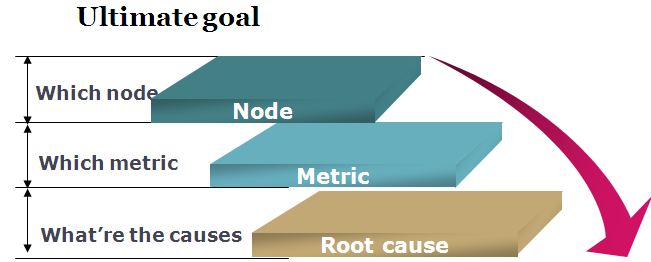 Ultimate goal
Which node
Node
Which metric
Metric
What're the causes
Root cause